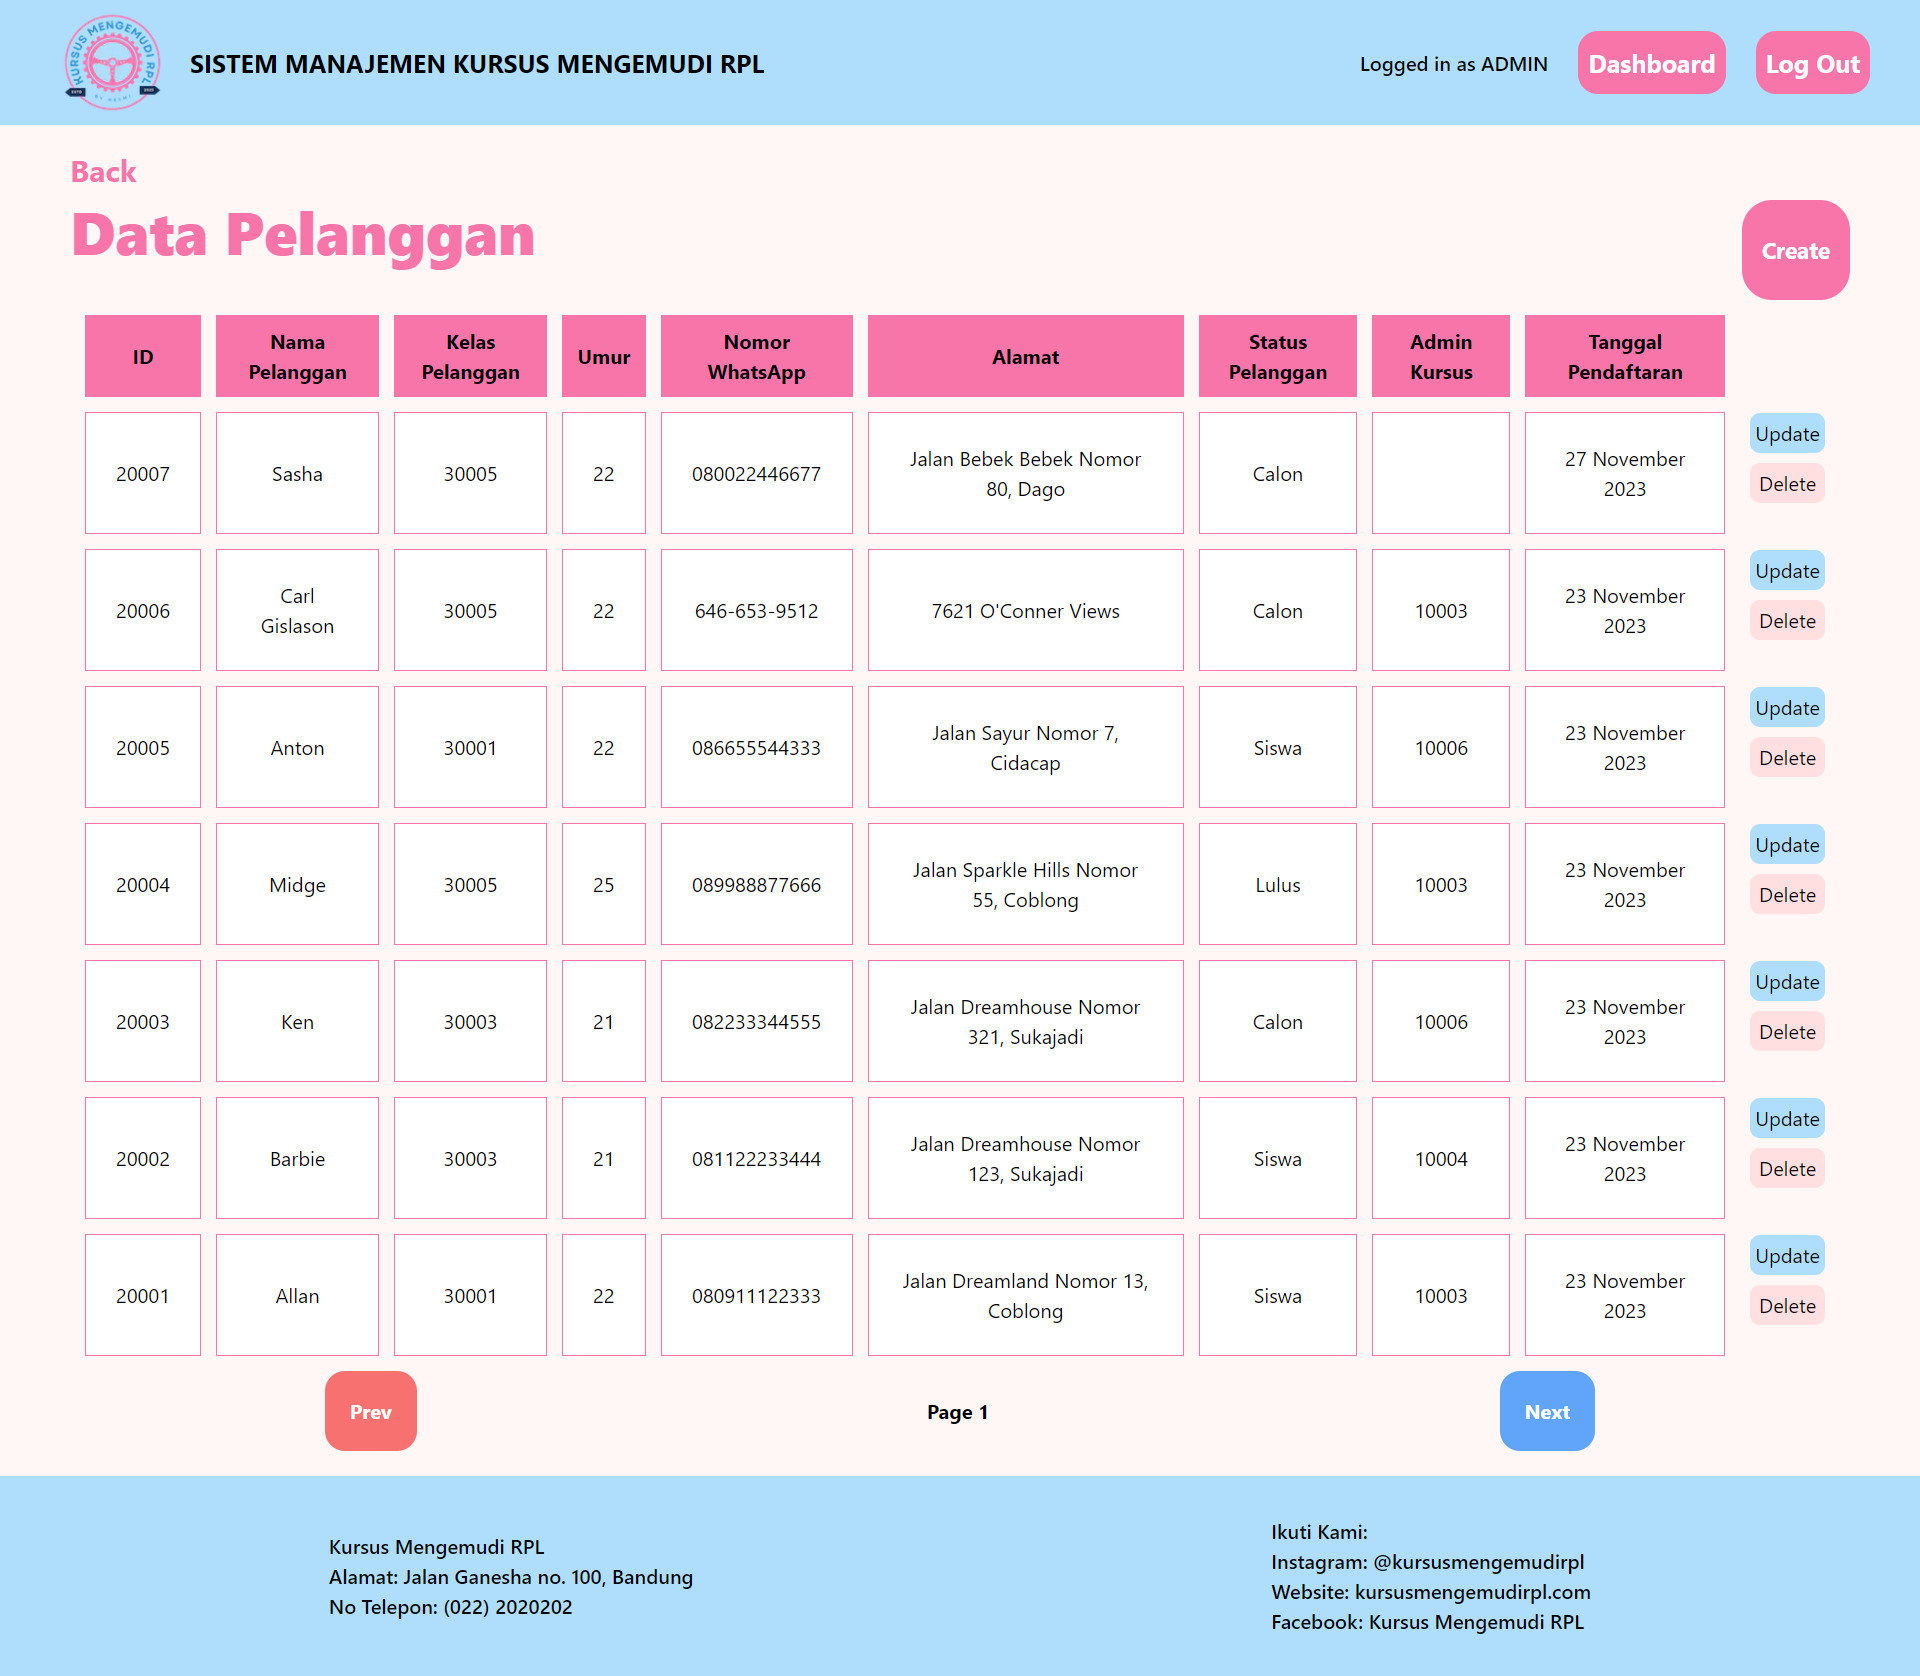 KURSUS MENGEMUDI RPL
SISTEM MANAJEMEN KURSUS MENGEMUDI RPL
Logged in as ADMIN
Dashboard
Log Out
Back
Data Pelanggan
Create
ID
Nama
Pelanggan
Kelas
Pelanggan
Umur
Nomor
WhatsApp
Alamat
Status
Pelanggan
Admin
Kursus
Tanggal
Pendaftaran
20007
Sasha
30005
22
080022446677
Jalan Bebek Bebek Nomor
80, Dago
Calon
27 November
2023
Update
Delete
20006
Carl
Gislason
30005
22
646-653-9512
7621 O'Conner Views
Calon
10003
23 November
2023
Update
Delete
20005
Anton
30001
22
086655544333
Jalan Sayur Nomor 7,
Cidacap
Siswa
10006
23 November
2023
Update
Delete
20004
Midge
30005
25
089988877666
Jalan Sparkle Hills Nomor
55, Coblong
Lulus
10003
23 November
2023
Update
Delete
20003
Ken
30003
21
082233344555
Jalan Dreamhouse Nomor
321, Sukajadi
Calon
10006
23 November
2023
Update
Delete
20002
Barbie
30003
21
081122233444
Jalan Dreamhouse Nomor
123, Sukajadi
Siswa
10004
23 November
2023
Update
Delete
20001
Allan
30001
22
080911122333
Jalan Dreamland Nomor 13,
Coblong
Siswa
10003
23 November
2023
Update
Delete
Prev
Page 1
Next
Kursus Mengemudi RPL
Alamat: Jalan Ganesha no. 100, Bandung
No Telepon: (022) 2020202
Ikuti Kami:
Instagram: @kursusmengemudirpl
Website: kursusmengemudirpl.com
Facebook: Kursus Mengemudi RPL